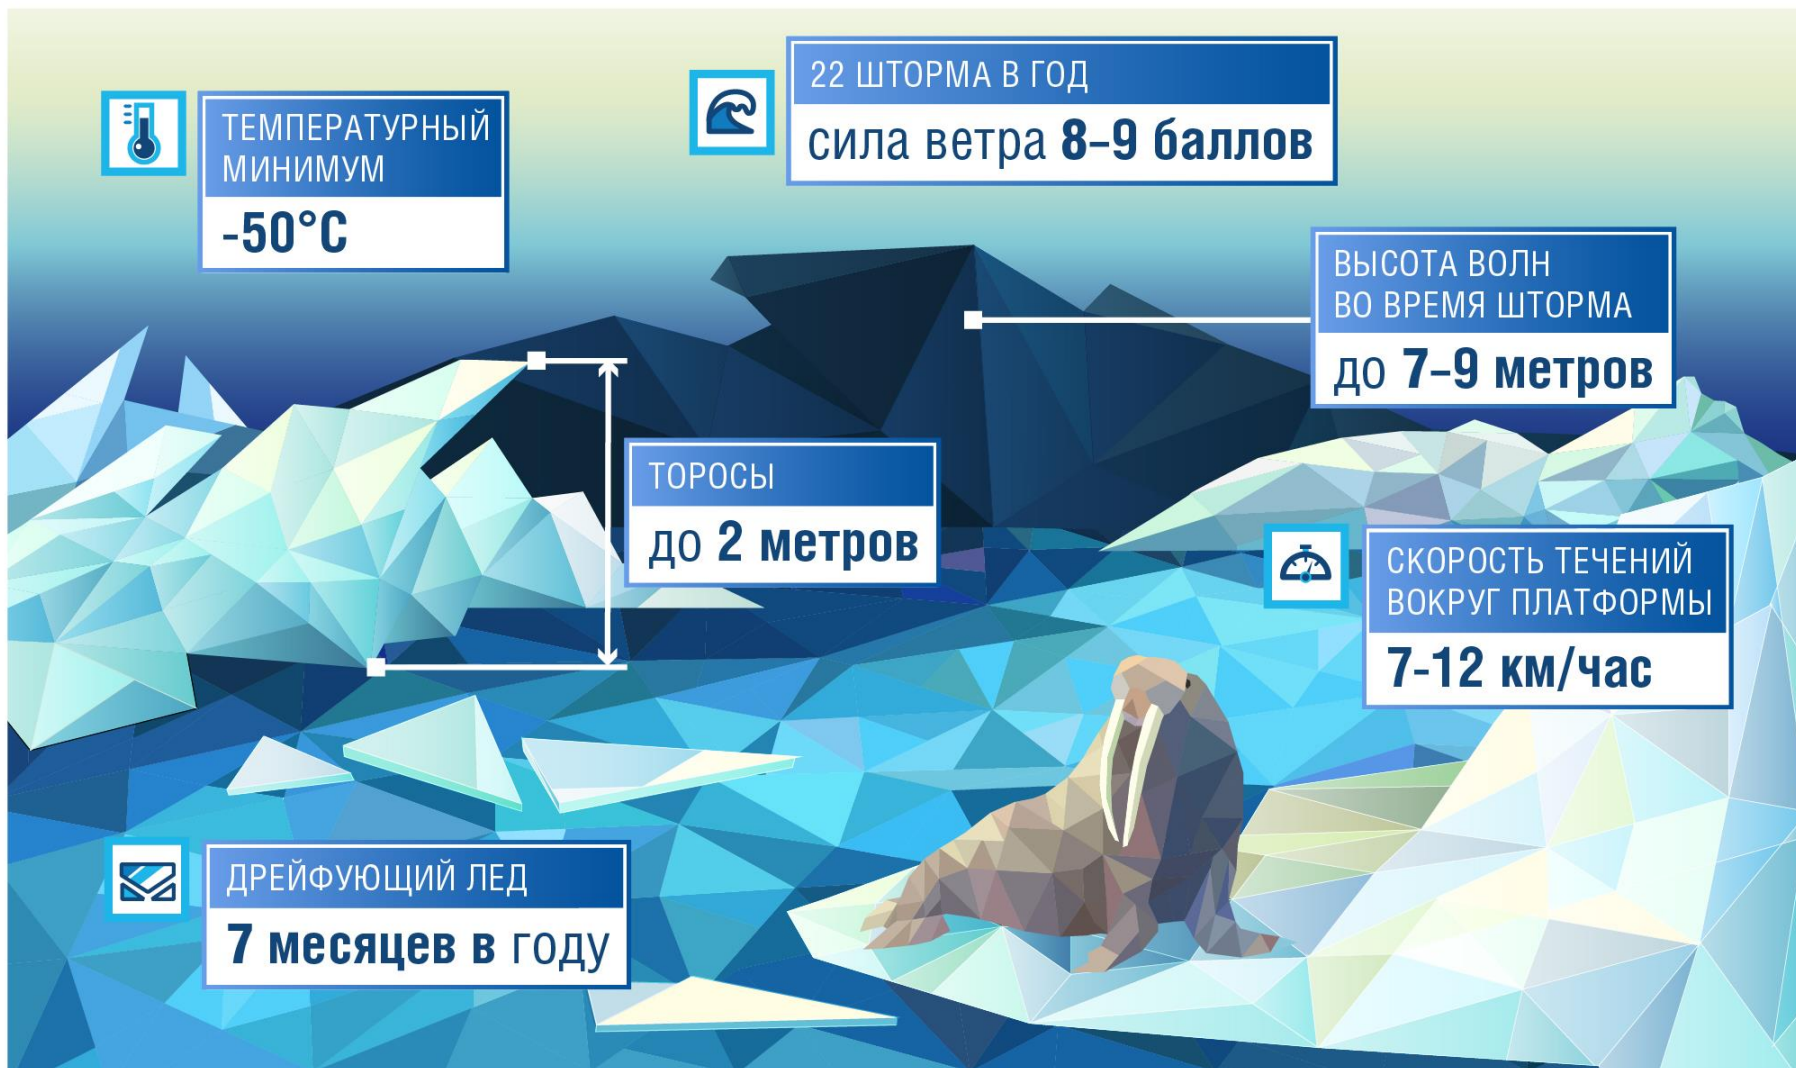 22 ШТОРМА В ГОД
сила ветра 8–9 баллов
ТЕМПЕРАТУРНЫЙ
МИНИМУМ
-50°C
ВЫСОТА ВОЛН
ВО ВРЕМЯ ШТОРМА
до 7–9 метров
ТОРОСЫ
до 2 метров
СКОРОСТЬ ТЕЧЕНИЙ
ВОКРУГ ПЛАТФОРМЫ
7-12 км/час
ДРЕЙФУЮЩИЙ ЛЕД
7 месяцев в году